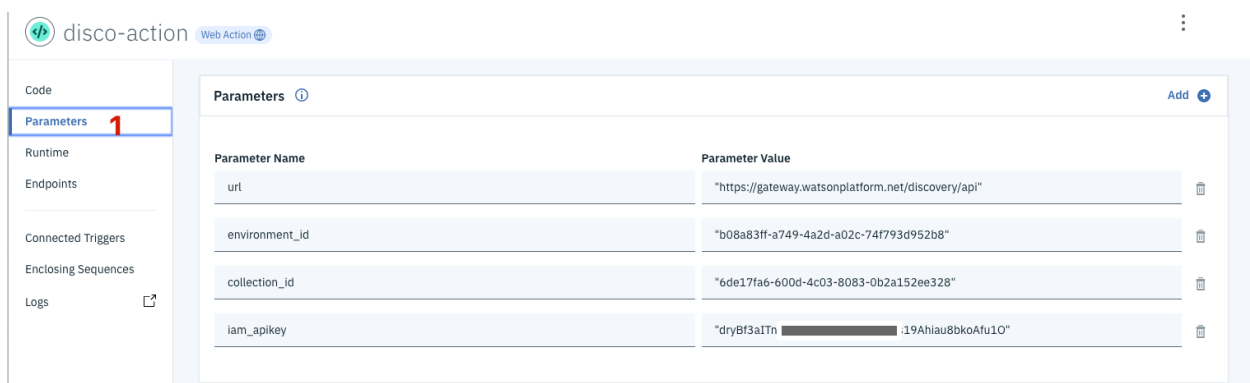 </> disco-action Web Action
Code
Parameters 1
Runtime
Endpoints
Connected Triggers
Enclosing Sequences
Logs
Parameters Add
Parameter Name Parameter Value
url "https://gateway.watsonplatform.net/discovery/api"
environment_id "b08a83ff-a749-4a2d-a02c-74f793d952b8"
collection_id "6de17fa6-600d-4c03-8083-0b2a152ee328"
iam_apikey "dryBf3aITn 19Ahiau8bkoAfu1O"